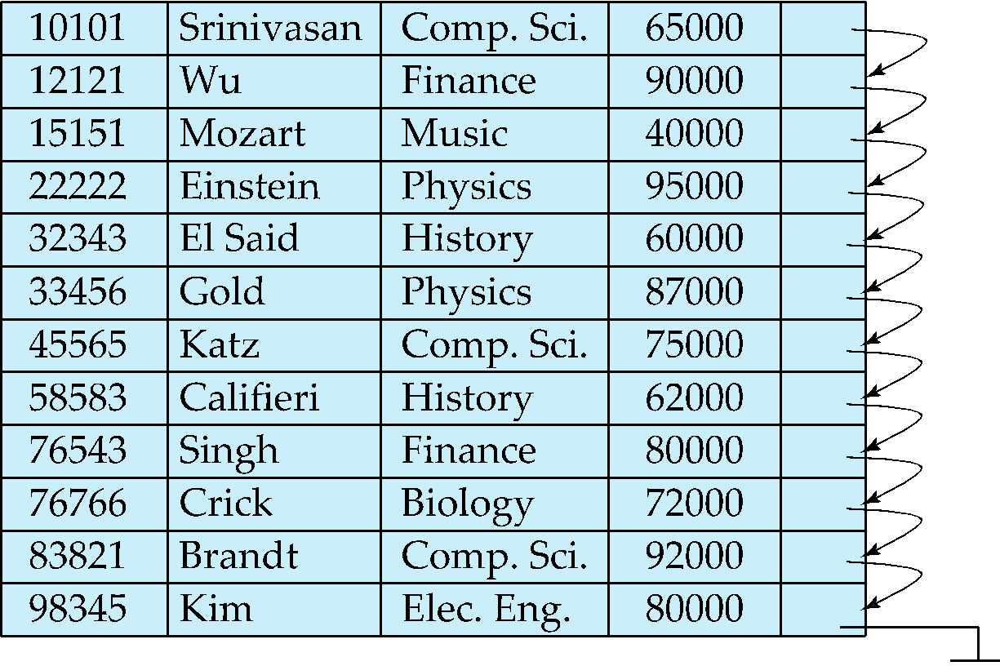 10101 Srinivasan Comp. Sci. 65000
12121 Wu Finance 90000
15151 Mozart Music 40000
22222 Einstein Physics 95000
32343 El Said History 60000
33456 Gold Physics 87000
45565 Katz Comp. Sci. 75000
58583 Califieri History 62000
76543 Singh Finance 80000
76766 Crick Biology 72000
83821 Brandt Comp. Sci. 92000
98345 Kim Elec. Eng. 80000